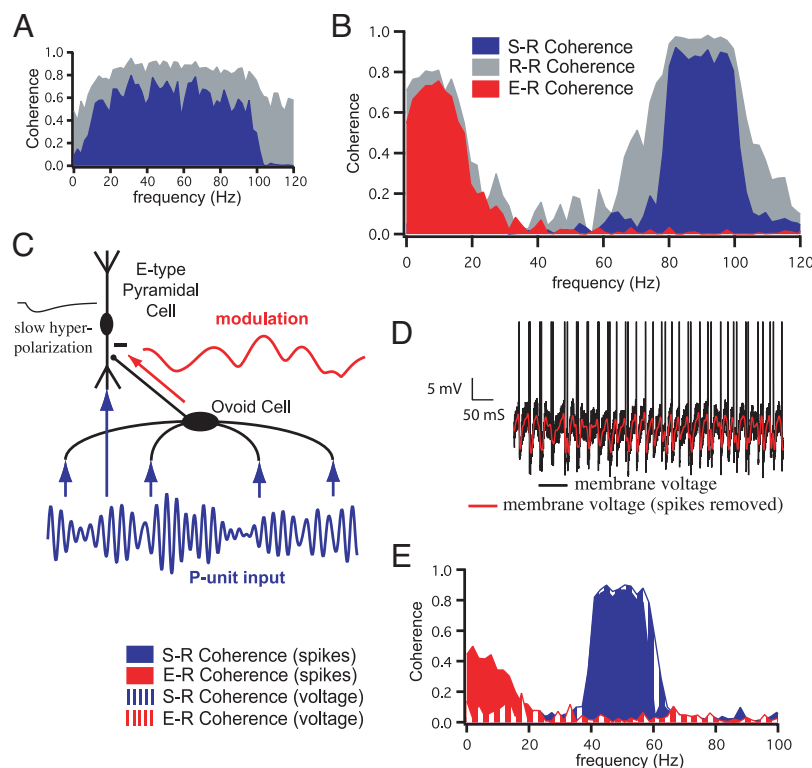 A
Coherence
1.0
0.8
0.6
0.4
0.2
0.0
0 20 40 60 80 100 120
frequency (Hz)
B
S-R Coherence
R-R Coherence
E-R Coherence
Coherence
1.0
0.8
0.6
0.4
0.2
0.0
0 20 40 60 80 100 120
frequency (Hz)
C
E-type
Pyramidal
Cell
slow hyper-
polarization
modulation
Ovoid Cell
P-unit input
D
5 mV
50 mS
membrane voltage
membrane voltage (spikes removed)
S-R Coherence (spikes)
E-R Coherence (spikes)
S-R Coherence (voltage)
E-R Coherence (voltage)
E
Coherence
1.0
0.8
0.6
0.4
0.2
0.0
0 20 40 60 80 100
frequency (Hz)